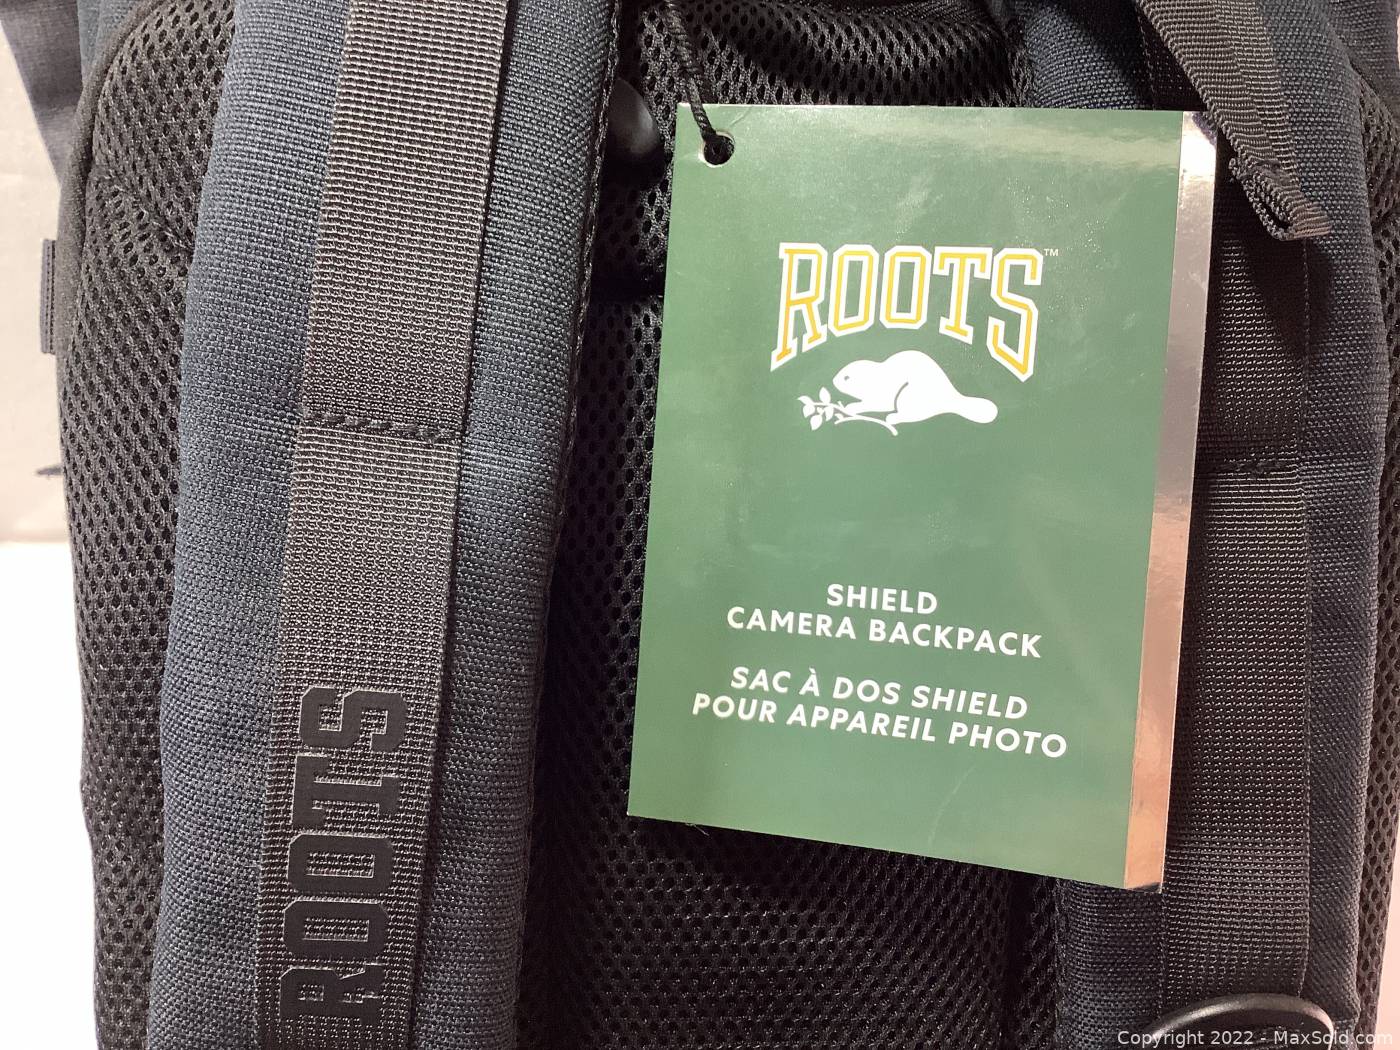 ROOTS™
SHIELD
CAMERA BACKPACK
SAC À DOS SHIELD
POUR APPAREIL PHOTO
ROOTS
Copyright 2022 - MaxSold.com